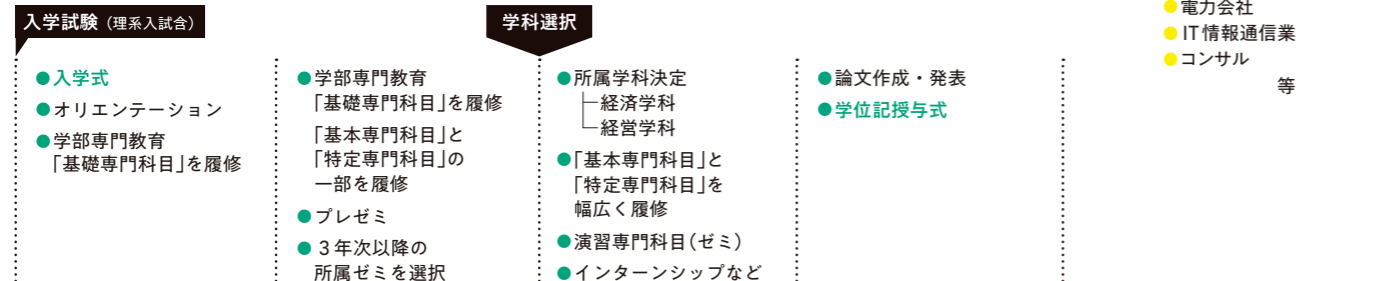 入学試験（理系入試含）
●入学式
●オリエンテーション
●学部専門教育
「基礎専門科目」を履修
●学部専門教育
「基礎専門科目」を履修
「基本専門科目」と
「特定専門科目」の
一部を履修
●プレゼミ
●３年次以降の
所属ゼミを選択
学科選択
●所属学科決定
├経済学科
└経営学科
●「基本専門科目」と
「特定専門科目」を
幅広く履修
●演習専門科目（ゼミ）
●インターンシップなど
●論文作成・発表
●学位記授与式
●電力会社
●IT情報通信業
●コンサル
等